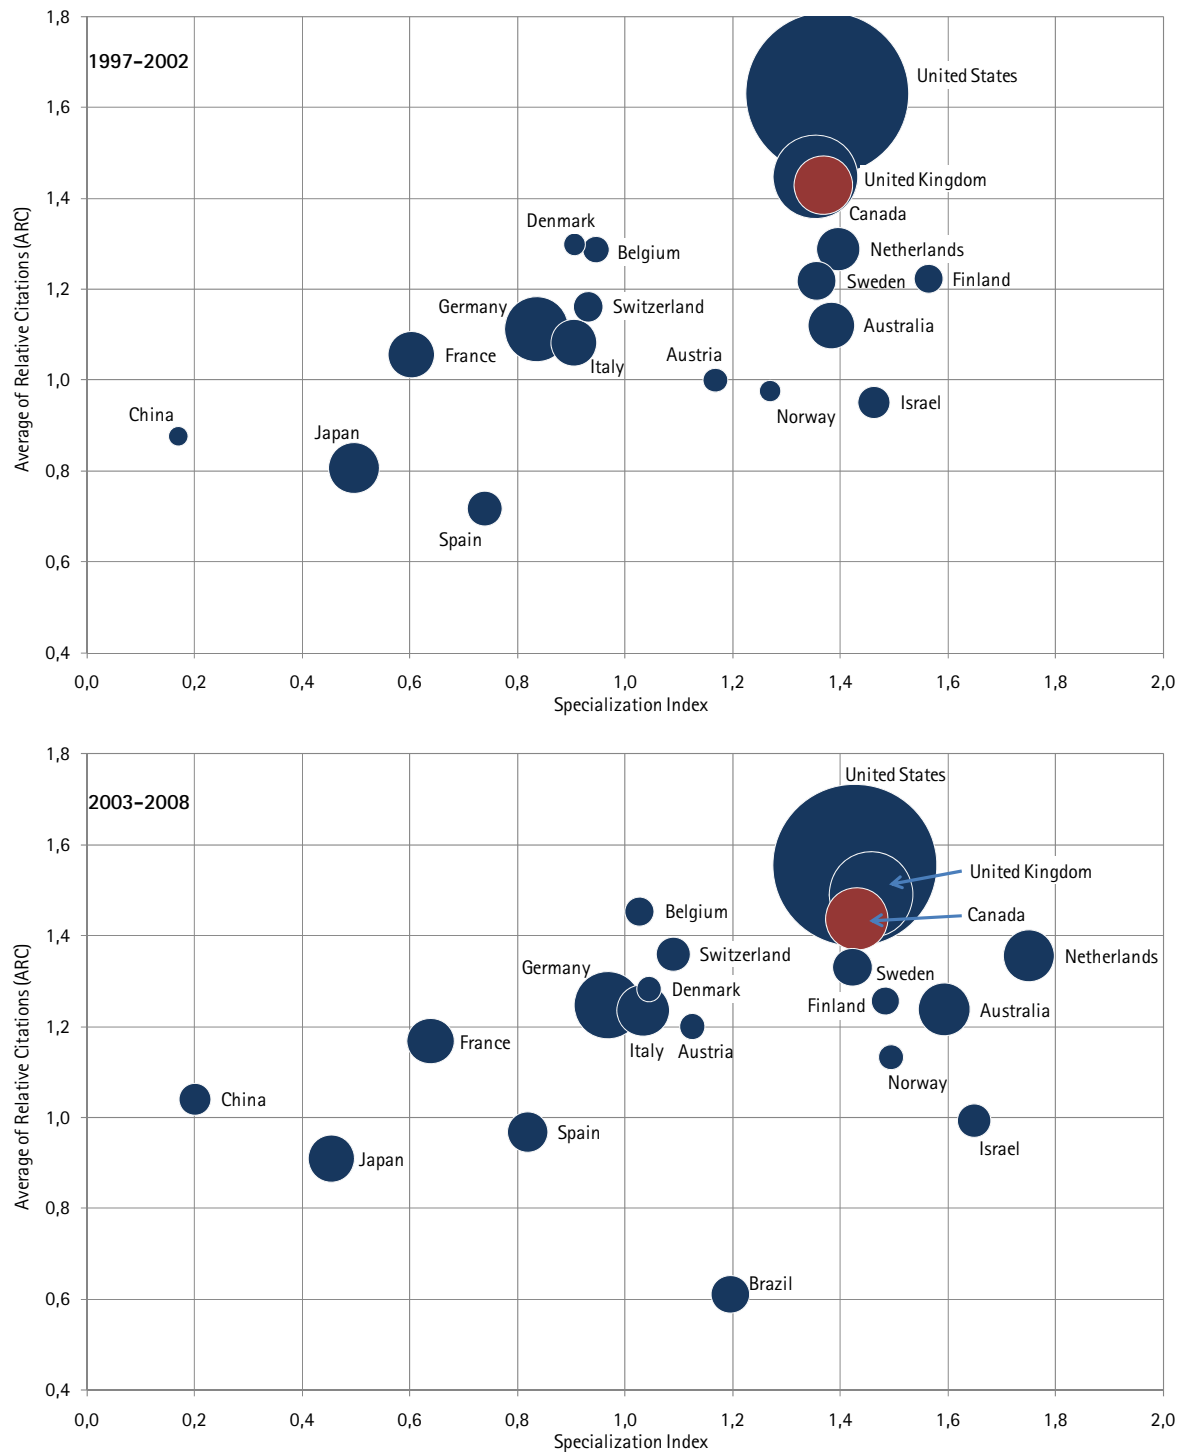 1,8
1997-2002
United States
1,6
United Kingdom
1,4
Canada
Denmark
Belgium
Netherlands
Sweden
Finland
1,2
Germany
Switzerland
Australia
France
Italy
Austria
1,0
Norway
Israel
China
Japan
0,8
Spain
0,6
0,4
Average of Relative Citations (ARC)
0,0 0,2 0,4 0,6 0,8 1,0 1,2 1,4 1,6 1,8 2,0
Specialization Index
1,8
2003-2008
United States
1,6
United Kingdom
Belgium
Canada
1,4
Switzerland
Netherlands
Germany
Sweden
Denmark
Finland
Australia
1,2
France
Italy
Austria
Norway
China
1,0
Spain
Israel
Japan
0,8
Brazil
0,6
0,4
Average of Relative Citations (ARC)
0,0 0,2 0,4 0,6 0,8 1,0 1,2 1,4 1,6 1,8 2,0
Specialization Index